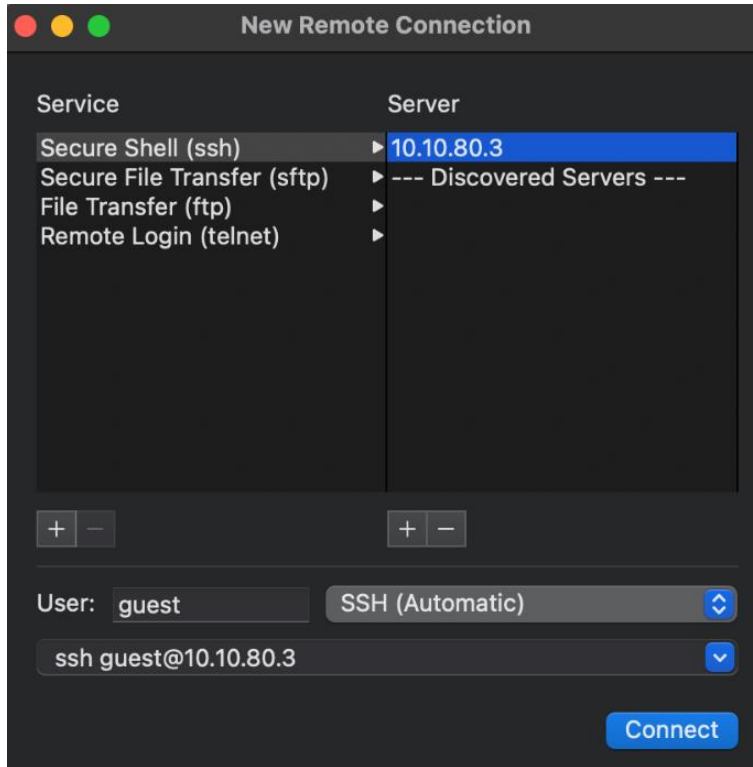 New Remote Connection
Service
Server
Secure Shell (ssh)
Secure File Transfer (sftp)
File Transfer (ftp)
Remote Login (telnet)
10.10.80.3
--- Discovered Servers ---
+ −
+ −
User: guest
SSH (Automatic)
ssh guest@10.10.80.3
Connect